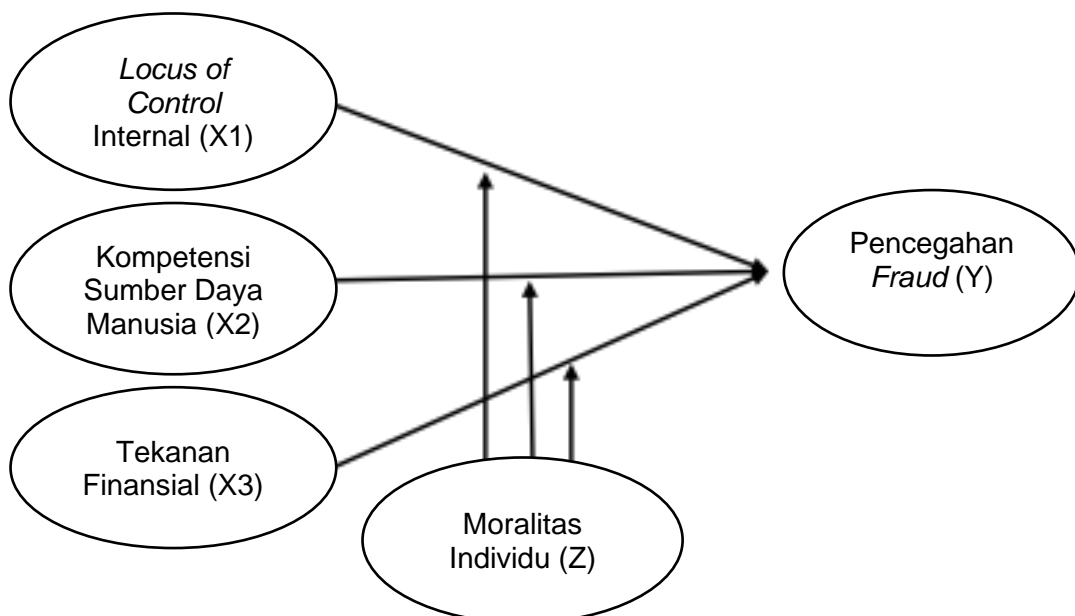 Locus of
Control
Internal (X1)
Kompetensi
Sumber Daya
Manusia (X2)
Tekanan
Finansial (X3)
Moralitas
Individu (Z)
Pencegahan
Fraud (Y)